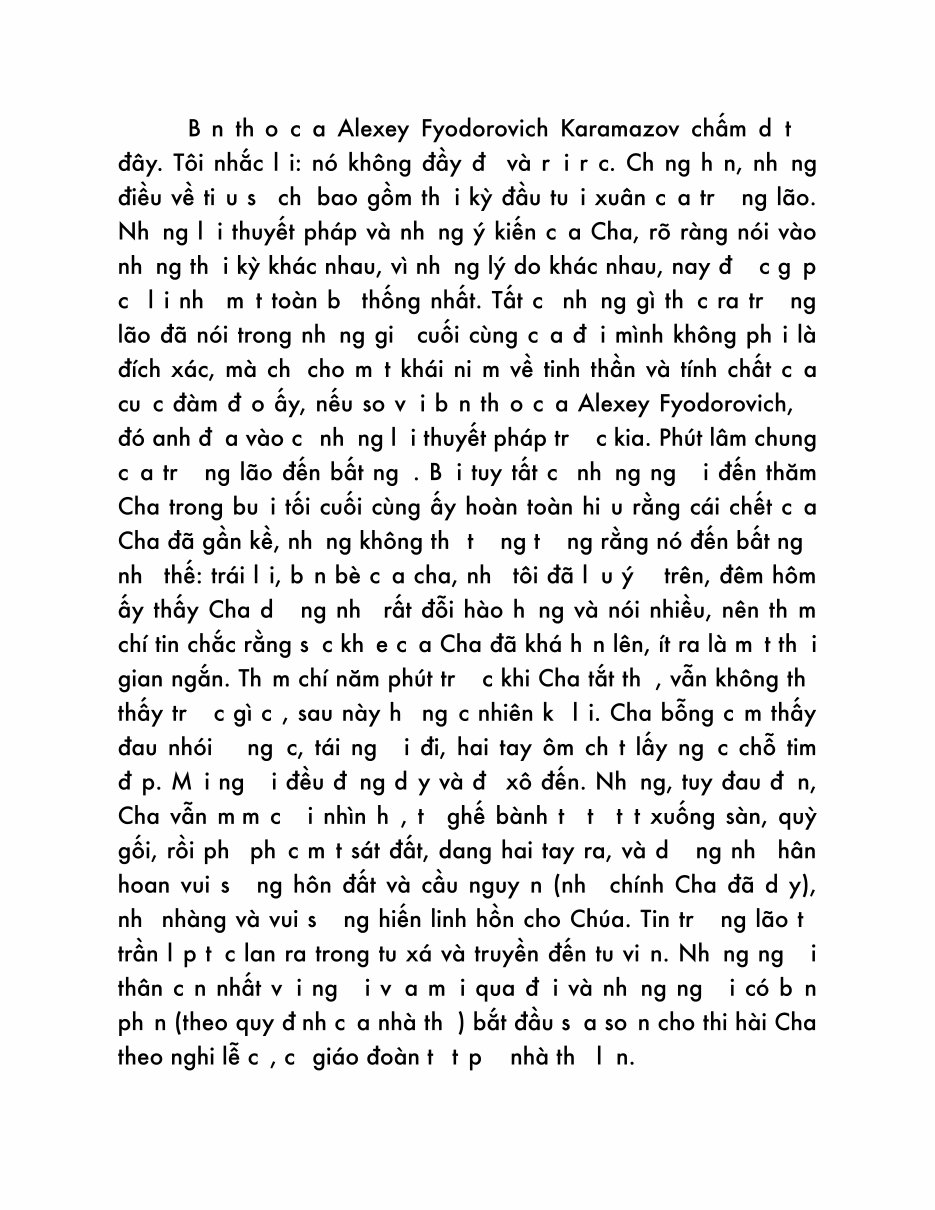 B n th o c a Alexey Fyodorovich Karamazov chấm d t
đây. Tôi nhắc l i: nó không đầy đ và r i r c. Ch ng h n, nh ng
điều về ti u s ch bao gồm th i kỳ đầu tu i xuân c a tr ng lão.
Nh ng l i thuyết pháp và nh ng ý kiến c a Cha, rõ ràng nói vào
nh ng th i kỳ khác nhau, vì nh ng lý do khác nhau, nay đ c g p
c l i nh m t toàn b thống nhất. Tất c nh ng gì th c ra tr ng
lão đã nói trong nh ng gi cuối cùng c a đ i mình không ph i là
đích xác, mà ch cho m t khái ni m về tinh thần và tính chất c a
cu c đàm đ o ấy, nếu so v i b n th o c a Alexey Fyodorovich,
đó anh đ a vào c nh ng l i thuyết pháp tr c kia. Phút lâm chung
c a tr ng lão đến bất ng . B i tuy tất c nh ng ng i đến thăm
Cha trong bu i tối cuối cùng ấy hoàn toàn hi u rằng cái chết c a
Cha đã gần kề, nh ng không th t ng t ng rằng nó đến bất ng
nh thế: trái l i, b n bè c a cha, nh tôi đã l u ý trên, đêm hôm
ấy thấy Cha d ng nh rất đỗi hào h ng và nói nhiều, nên th m
chí tin chắc rằng s c kh e c a Cha đã khá h n lên, ít ra là m t th i
gian ngắn. Th m chí năm phút tr c khi Cha tắt th , vẫn không th
thấy tr c gì c , sau này h ng c nhiên k l i. Cha bỗng c m thấy
đau nhói ng c, tái ng i đi, hai tay ôm ch t lấy ng c chỗ tim
đ p. M i ng i đều đ ng d y và đ xô đến. Nh ng, tuy đau đ n,
Cha vẫn m m c i nhìn h , t ghế bành t t t t xuống sàn, quỳ
gối, rồi ph ph c m t sát đất, dang hai tay ra, và d ng nh hân
hoan vui s ng hôn đất và cầu nguy n (nh chính Cha đã d y),
nh nhàng và vui s ng hiến linh hồn cho Chúa. Tin tr ng lão t
trần l p t c lan ra trong tu xá và truyền đến tu vi n. Nh ng ng i
thân c n nhất v i ng i v a m i qua đ i và nh ng ng i có b n
ph n (theo quy đ nh c a nhà th ) bắt đầu s a so n cho thi hài Cha
theo nghi lễ c , c giáo đoàn t t p nhà th l n.